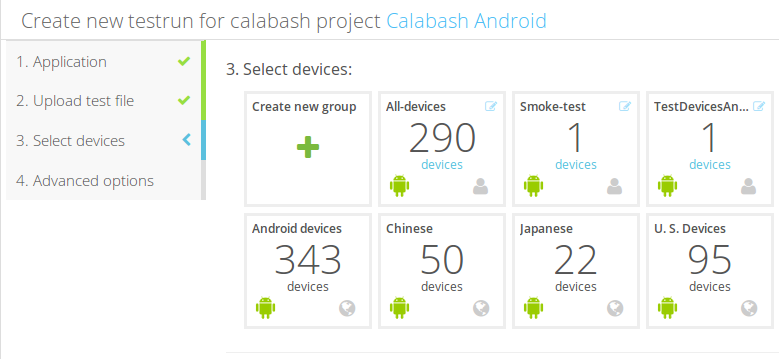 Create new testrun for calabash project Calabash Android
1. Application
2. Upload test file
3. Select devices
4. Advanced options
3. Select devices:
Create new group
All-devices
290
devices
Smoke-test
1
devices
TestDevicesAn...
1
devices
Android devices
343
devices
Chinese
50
devices
Japanese
22
devices
U. S. Devices
95
devices